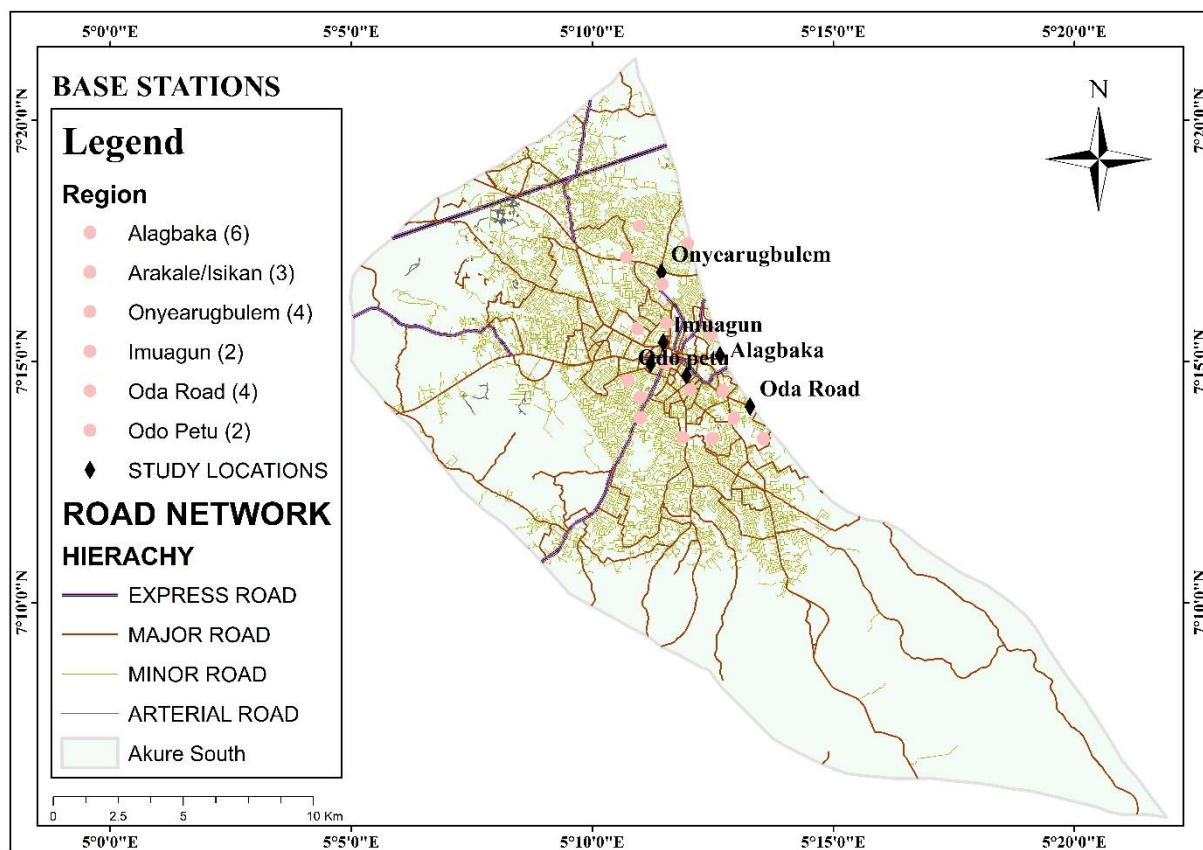 5°0'0"E 5°5'0"E 5°10'0"E 5°15'0"E 5°20'0"E
BASE STATIONS
Legend
Region
Alagbaka (6)
Arakale/Isikan (3)
Onyearugbulem (4)
Imuagun (2)
Oda Road (4)
Odo Petu (2)
STUDY LOCATIONS
ROAD NETWORK
HIERACHY
EXPRESS ROAD
MAJOR ROAD
MINOR ROAD
ARTERIAL ROAD
Akure South
0 2.5 5 10 Km
N
Onyearugbulem
Imuagun
Alagbaka
Odo petu
Oda Road
7°20'0"N
7°15'0"N
7°10'0"N
7°20'0"N
7°15'0"N
7°10'0"N
5°0'0"E 5°5'0"E 5°10'0"E 5°15'0"E 5°20'0"E